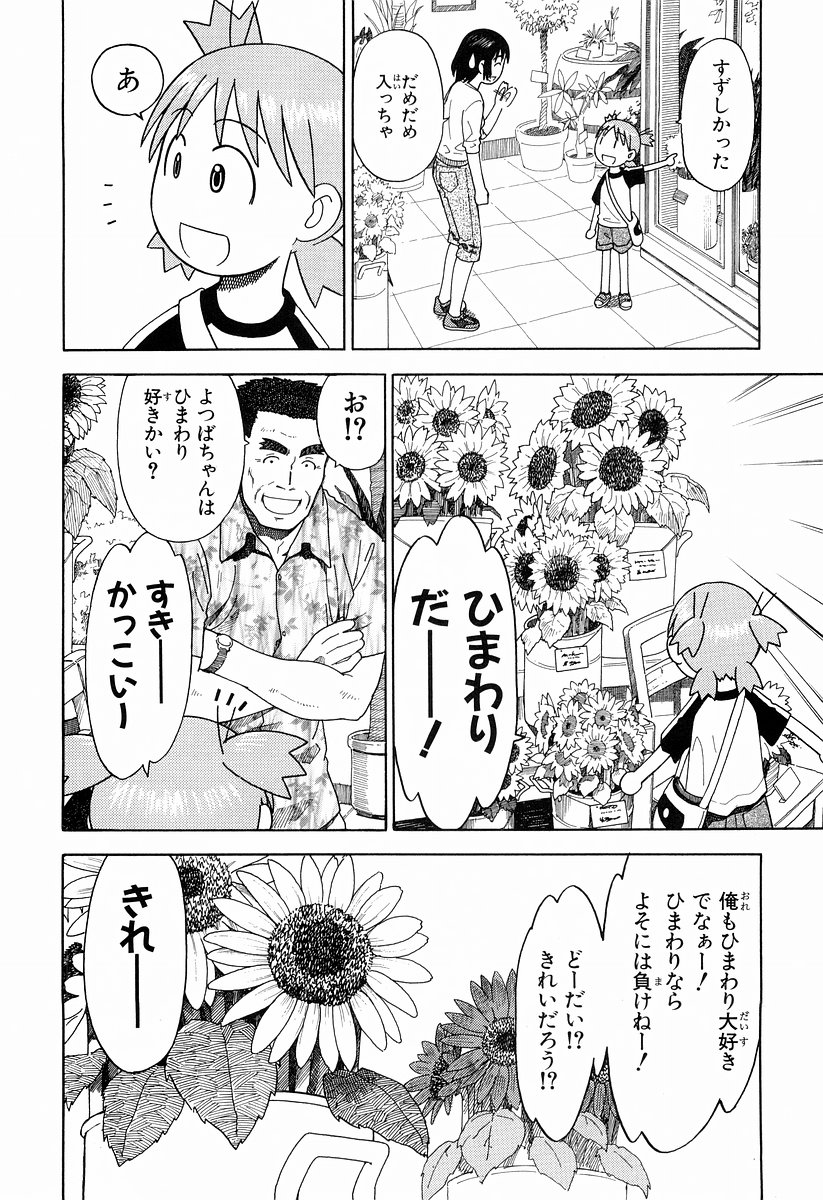 すずしかった
だめだめ
入っちゃ
あ
ひまわり
だーー！
お!?
よつばちゃんは
ひまわり
好きかい？
すきーー
かっこいー
俺もひまわり大好き
でなぁー！
ひまわりなら
よそには負けねー！
どーだい!?
きれいだろう!?
きれーー